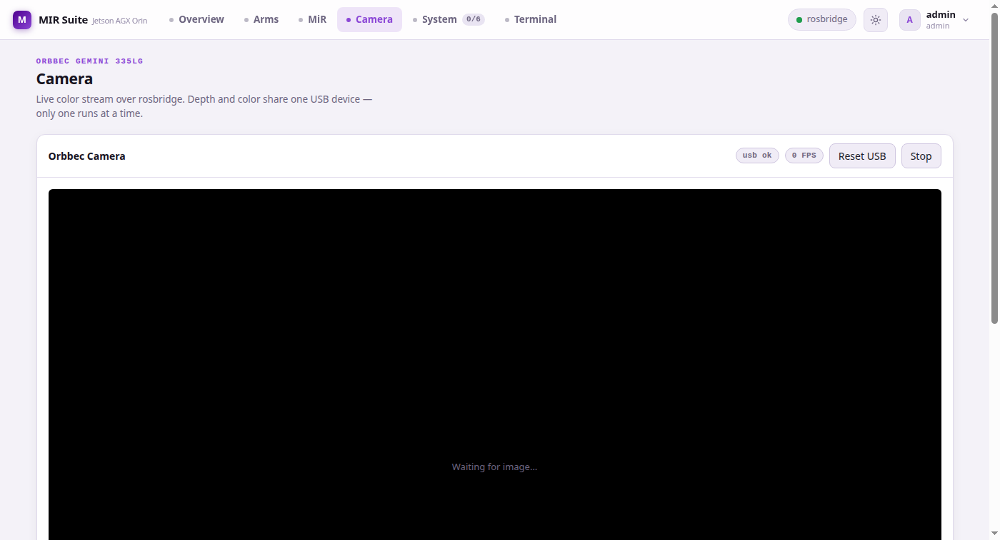 M MIR Suite Jetson AGX Orin Overview Arms MiR Camera System 0/6 Terminal rosbridge A admin
admin
ORBBEC GEMINI 335LG
Camera
Live color stream over rosbridge. Depth and color share one USB device —
only one runs at a time.
Orbbec Camera usb ok 0 FPS Reset USB Stop
Waiting for image...